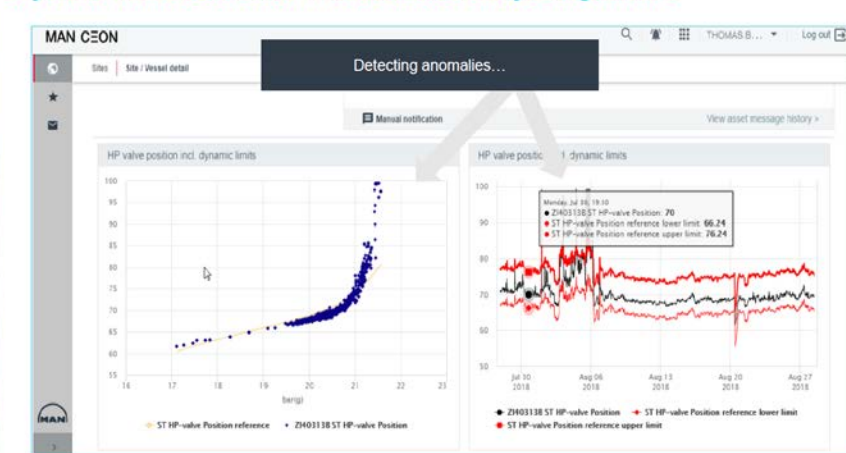 MAN CEON
THOMAS B...
Log out
Sites
Site / Vessel detail
Detecting anomalies...
Manual notification
View asset message history >
HP valve position incl. dynamic limits
100
95
90
85
80
75
70
65
60
55
16 17 18 19 20 21 22 23
bar(g)
ST HP-valve Position reference
ZI403138 ST HP-valve Position
HP valve position dynamic limits
100
90
80
70
60
50
Monday, Jul 30, 19:10
ZI403138 ST HP-valve Position: 70
ST HP-valve Position reference lower limit: 66.24
ST HP-valve Position reference upper limit: 76.24
Aug 06
2018
Aug 13
2018
Aug 20
2018
Aug 27
2018
ZI403138 ST HP-valve Position
ST HP-valve Position reference lower limit
ST HP-valve Position reference upper limit
MAN